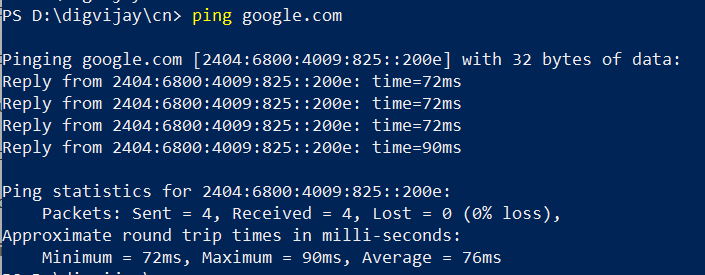 PS D:\digvijay\cn> ping google.com
Pinging google.com [2404:6800:4009:825::200e] with 32 bytes of data:
Reply from 2404:6800:4009:825::200e: time=72ms
Reply from 2404:6800:4009:825::200e: time=72ms
Reply from 2404:6800:4009:825::200e: time=72ms
Reply from 2404:6800:4009:825::200e: time=90ms
Ping statistics for 2404:6800:4009:825::200e:
    Packets: Sent = 4, Received = 4, Lost = 0 (0% loss),
Approximate round trip times in milli-seconds:
    Minimum = 72ms, Maximum = 90ms, Average = 76ms